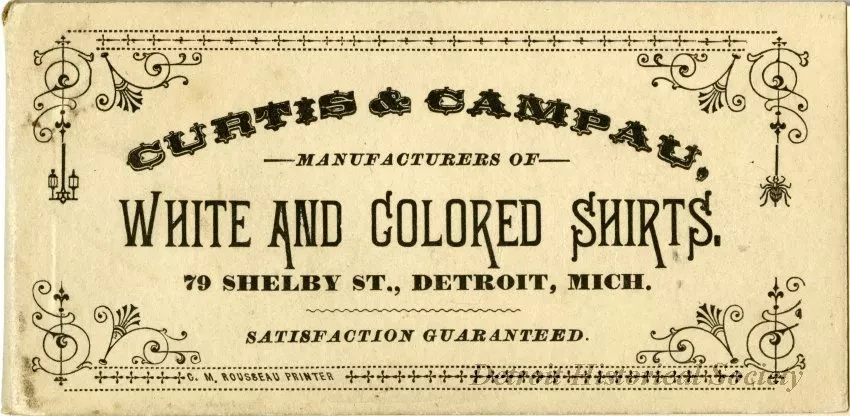 CURTIS & CAMPAU,
MANUFACTURERS OF
WHITE AND COLORED SHIRTS.
79 SHELBY ST., DETROIT, MICH.
SATISFACTION GUARANTEED.
C. M. ROUSSEAU PRINTER
Detroit Historical Society